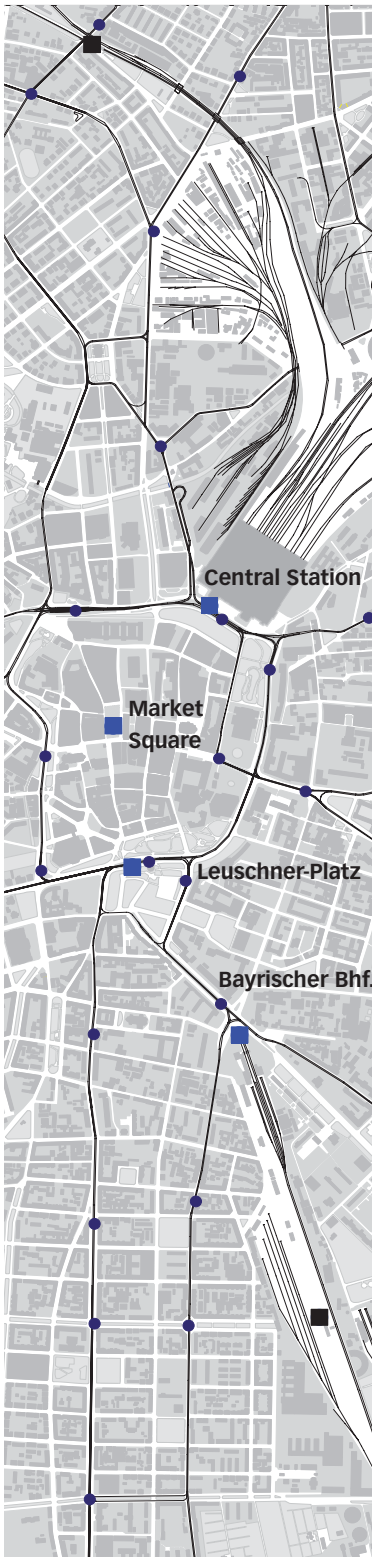 Central Station
Market
Square
Leuschner-Platz
Bayrischer Bhf.